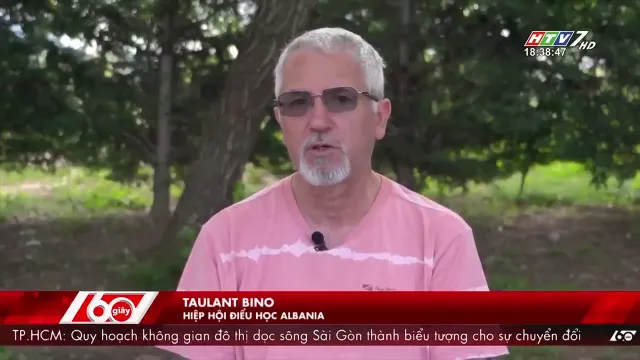 HTV7 HD
18:38:47
60 giây
TAULANT BINO
HIỆP HỘI ĐIỂU HỌC ALBANIA
TP.HCM: Quy hoạch không gian đô thị dọc sông Sài Gòn thành biểu tượng cho sự chuyển đổi
60s